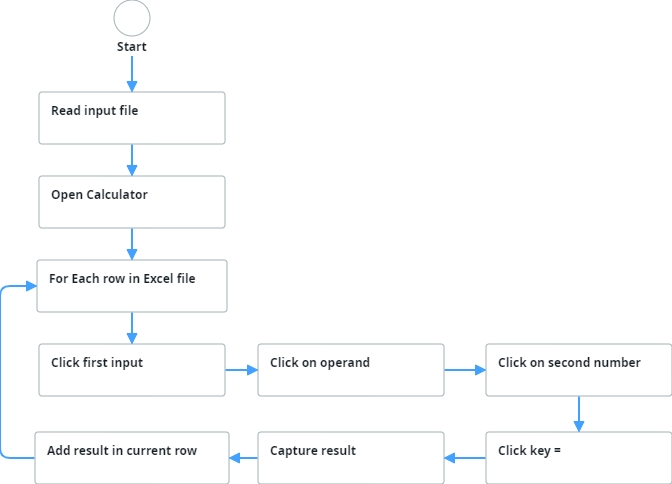 Start
Read input file
Open Calculator
For Each row in Excel file
Click first input
Click on operand
Click on second number
Click key =
Capture result
Add result in current row